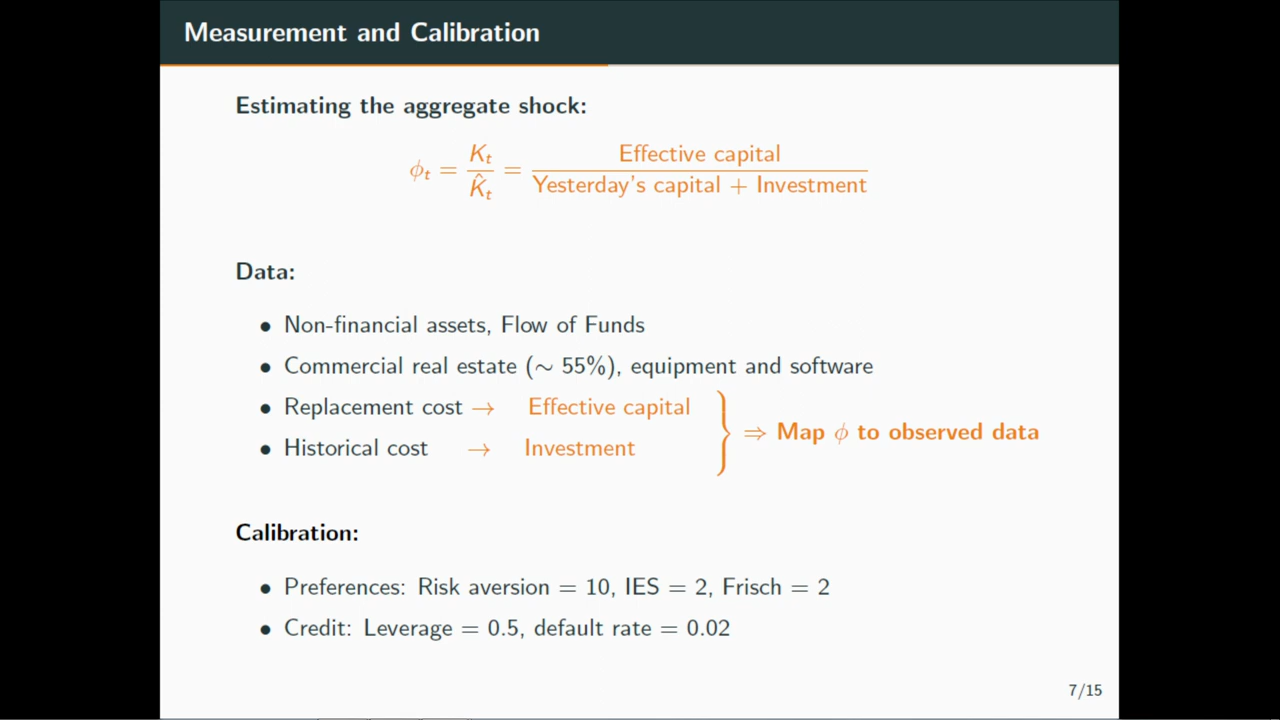 Measurement and Calibration
Estimating the aggregate shock:
ϕ_t = K_t / K̂_t = Effective capital / Yesterday's capital + Investment
Data:
• Non-financial assets, Flow of Funds
• Commercial real estate (∼ 55%), equipment and software
• Replacement cost → Effective capital
• Historical cost → Investment
⇒ Map ϕ to observed data
Calibration:
• Preferences: Risk aversion = 10, IES = 2, Frisch = 2
• Credit: Leverage = 0.5, default rate = 0.02
7/15